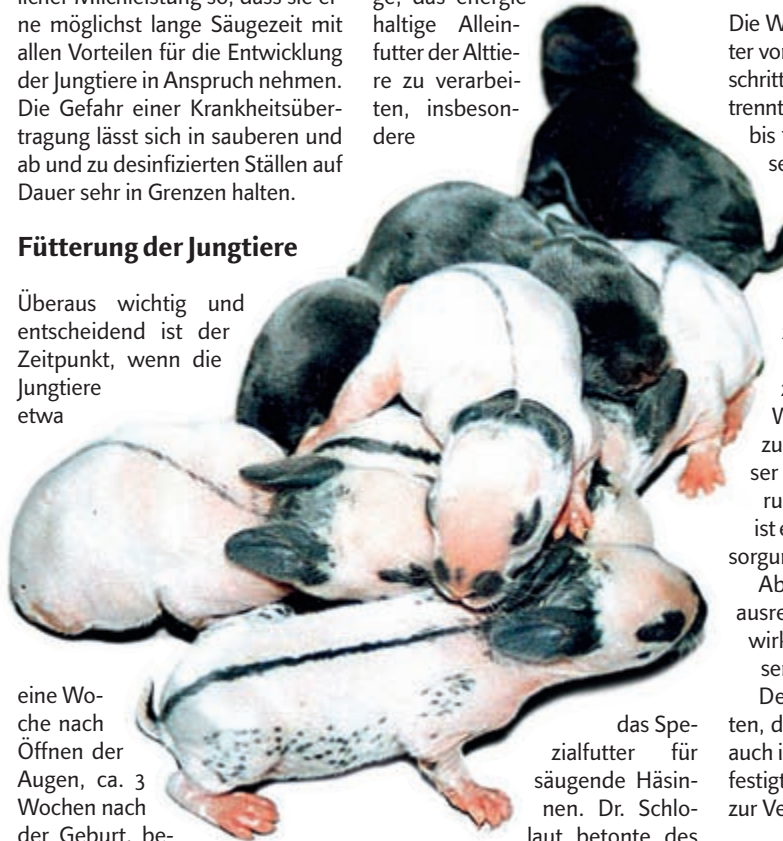 licher Milchleistung so, dass sie ei-
ne möglichst lange Säugezeit mit
allen Vorteilen für die Entwicklung
der Jungtiere in Anspruch nehmen.
Die Gefahr einer Krankheitsüber-
tragung lässt sich in sauberen und
ab und zu desinfizierten Ställen auf
Dauer sehr in Grenzen halten.
Fütterung der Jungtiere
Überaus wichtig und
entscheidend ist der
Zeitpunkt, wenn die
Jungtiere
etwa
eine Wo-
che nach
Öffnen der
Augen, ca. 3
Wochen nach
der Geburt, be-
ge, das energie
haltige Allein-
futter der Alttie-
re zu verarbei-
ten, insbeson-
dere
das Spe-
zialfutter für
säugende Häsin-
nen. Dr. Schlo-
laut betonte des
Die W
ter vor
schritt
trennt
bis
se
W
zu
ser
ru
ist e
sorgun
Ab
ausre
wirk
ser
De
ten, d
auch i
festigt
zur Ve